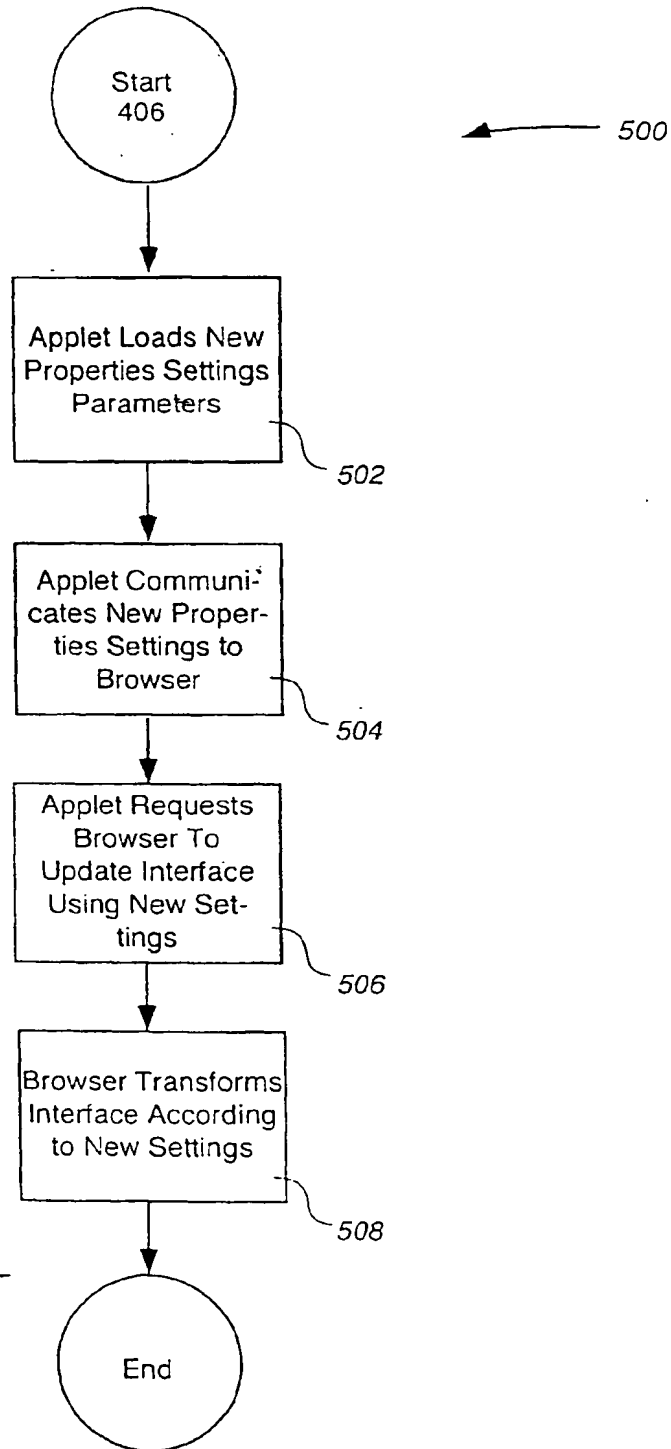 Start
406
500
Applet Loads New
Properties Settings
Parameters
502
Applet Communi-
cates New Proper-
ties Settings to
Browser
504
Applet Requests
Browser To
Update Interface
Using New Set-
tings
506
Browser Transforms
Interface According
to New Settings
508
End